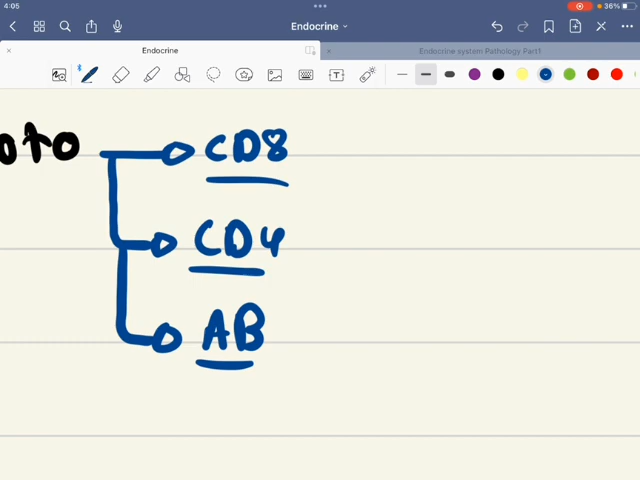 4:05
36%
Endocrine
Endocrine
Endocrine system Pathology Part1
oto
CD8
CD4
AB